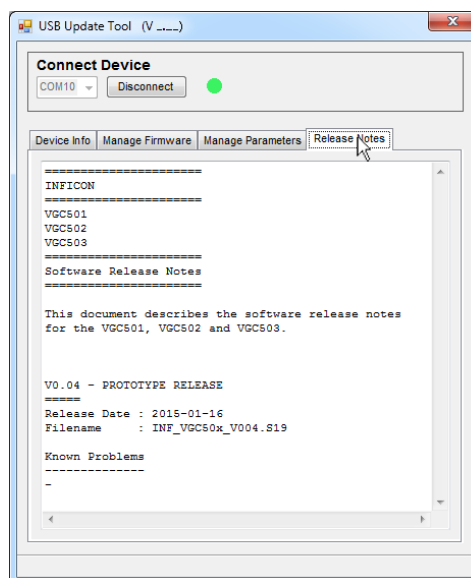 USB Update Tool (V _.__)
Connect Device
COM10 Disconnect
Device Info Manage Firmware Manage Parameters Release Notes
======================
INFICON
======================
VGC501
VGC502
VGC503
======================
Software Release Notes
======================
This document describes the software release notes
for the VGC501, VGC502 and VGC503.
V0.04 - PROTOTYPE RELEASE
=====
Release Date : 2015-01-16
Filename : INF_VGC50x_V004.S19
Known Problems
--------------
-